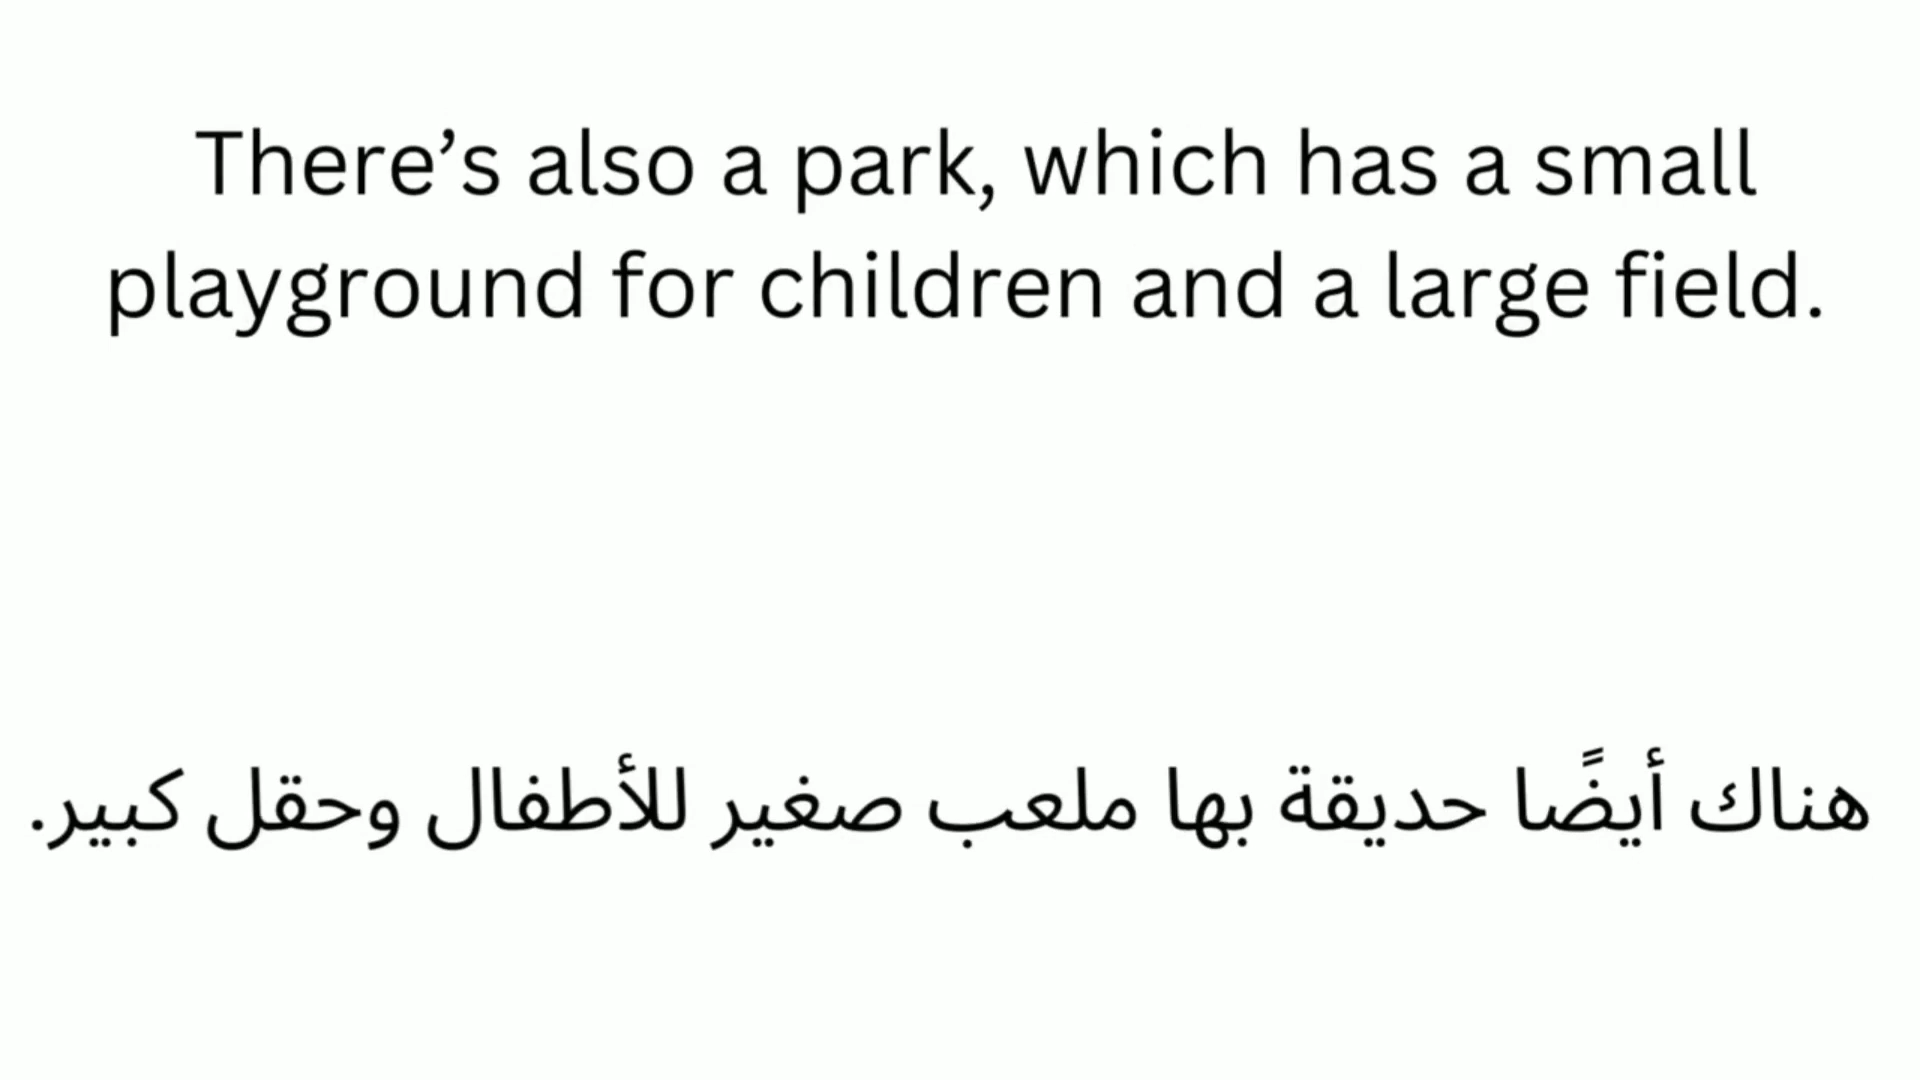 There’s also a park, which has a small
playground for children and a large field.
هناك أيضًا حديقة بها ملعب صغير للأطفال وحقل كبير.